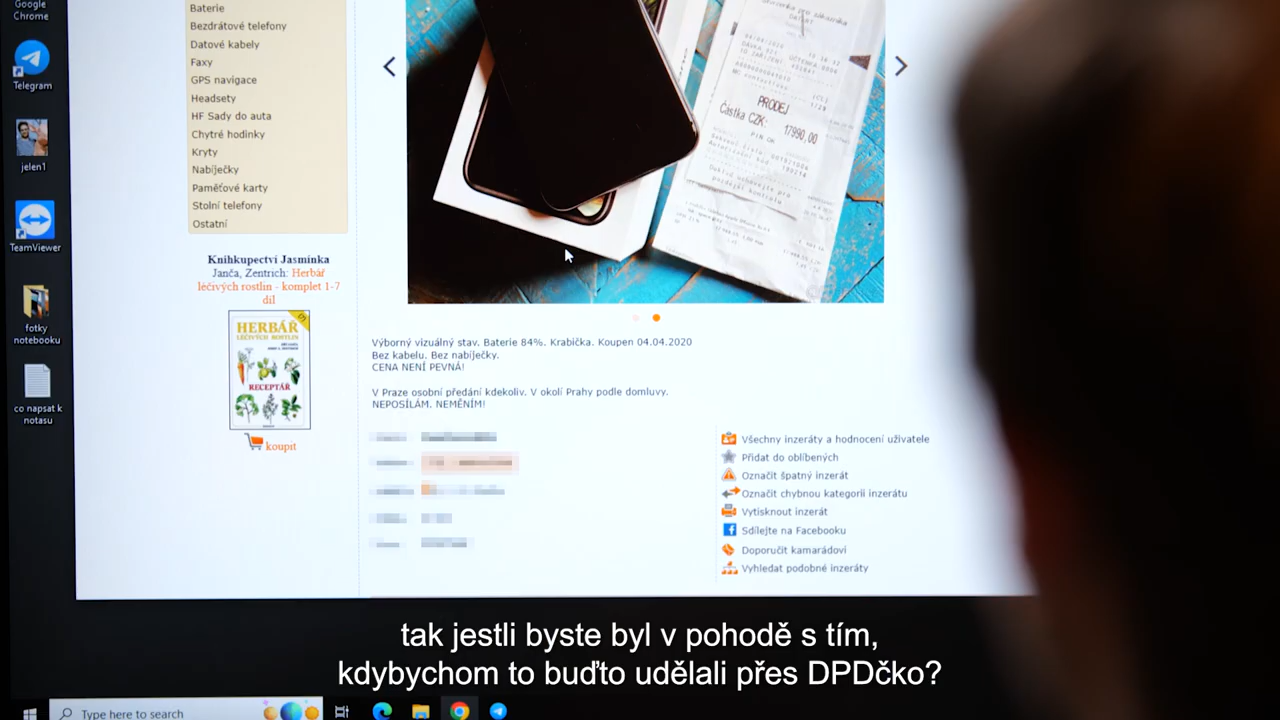 Google
Chrome
Telegram
jelen1
TeamViewer
fotky
notebooku
co napsat k
notasu
Baterie
Bezdrátové telefony
Datové kabely
Faxy
GPS navigace
Headsety
HF Sady do auta
Chytré hodinky
Kryty
Nabíječky
Paměťové karty
Stolní telefony
Ostatní
Knihkupectví Jasmínka
Janča, Zentrich: Herbář
léčivých rostlin - komplet 1-7
díl
HERBÁŘ
LÉČIVÝCH ROSTLIN
RECEPTÁŘ
koupit
PRODEJ
Částka CZK: 17990,00
PIN OK
Výborný vizuálný stav. Baterie 84%. Krabička. Koupen 04.04.2020
Bez kabelu. Bez nabíječky.
CENA NENÍ PEVNÁ!
V Praze osobní předání kdekoliv. V okolí Prahy podle domluvy.
NEPOSÍLÁM. NEMĚNÍM!
Všechny inzeráty a hodnocení uživatele
Přidat do oblíbených
Označit špatný inzerát
Označit chybnou kategorii inzerátu
Vytisknout inzerát
Sdílejte na Facebooku
Doporučit kamarádovi
Vyhledat podobné inzeráty
tak jestli byste byl v pohodě s tím,
kdybychom to buďto udělali přes DPDčko?
Type here to search